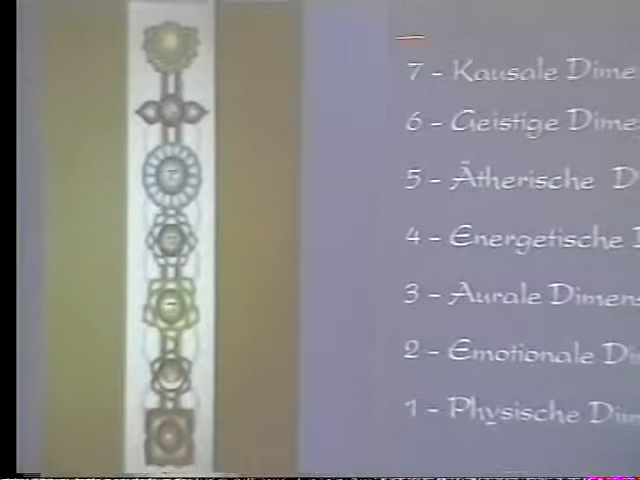 7 - Kausale Dime
6 - Geistige Dime
5 - Ätherische D
4 - Energetische D
3 - Aurale Dimens
2 - Emotionale Di
1 - Physische Dim